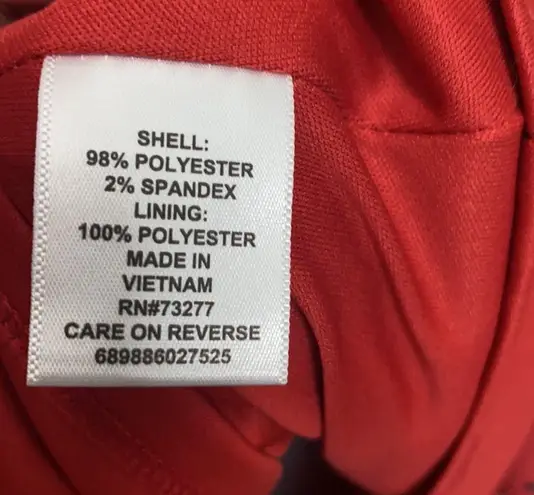 SHELL:
98% POLYESTER
2% SPANDEX
LINING:
100% POLYESTER
MADE IN
VIETNAM
RN#73277
CARE ON REVERSE
689886027525